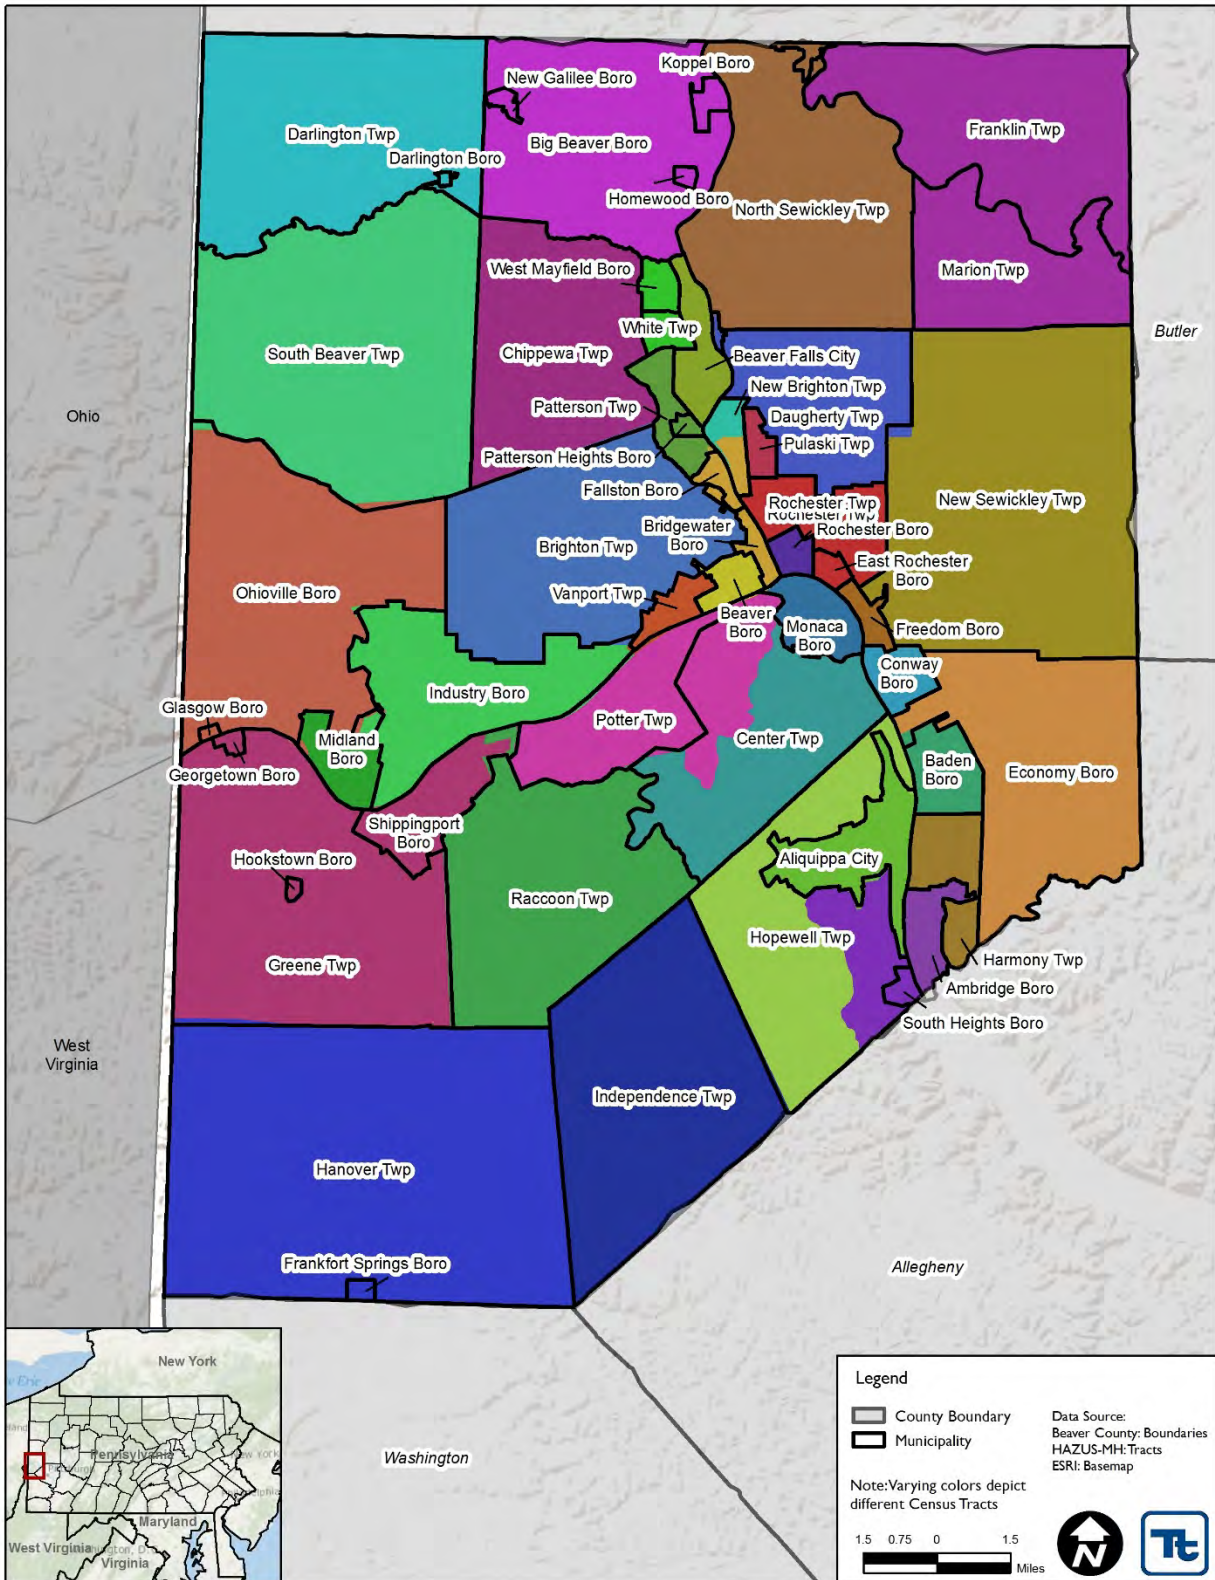 Koppel Boro
New Galilee Boro
Darlington Twp
Big Beaver Boro
Franklin Twp
Darlington Boro
Homewood Boro
North Sewickley Twp
West Mayfield Boro
Marion Twp
White Twp
Butler
South Beaver Twp
Chippewa Twp
Beaver Falls City
New Brighton Twp
Ohio
Patterson Twp
Daugherty Twp
Pulaski Twp
Patterson Heights Boro
Fallston Boro
New Sewickley Twp
Rochester Twp
Rochester Twp
Bridgewater
Boro
Rochester Boro
Brighton Twp
East Rochester
Boro
Vanport Twp
Ohioville Boro
Beaver
Boro
Monaca
Boro
Freedom Boro
Conway
Boro
Industry Boro
Glasgow Boro
Potter Twp
Midland
Boro
Center Twp
Georgetown Boro
Baden
Boro
Economy Boro
Shippingport
Boro
Hookstown Boro
Aliquippa City
Raccoon Twp
Hopewell Twp
Greene Twp
Harmony Twp
Ambridge Boro
South Heights Boro
West
Virginia
Independence Twp
Hanover Twp
Frankfort Springs Boro
Allegheny
Washington
New York
Pennsylvania
Maryland
West Virginia
Virginia
Legend
County Boundary
Municipality
Data Source:
Beaver County: Boundaries
HAZUS-MH: Tracts
ESRI: Basemap
Note: Varying colors depict
different Census Tracts
1.5 0.75 0 1.5
Miles
N
Tt